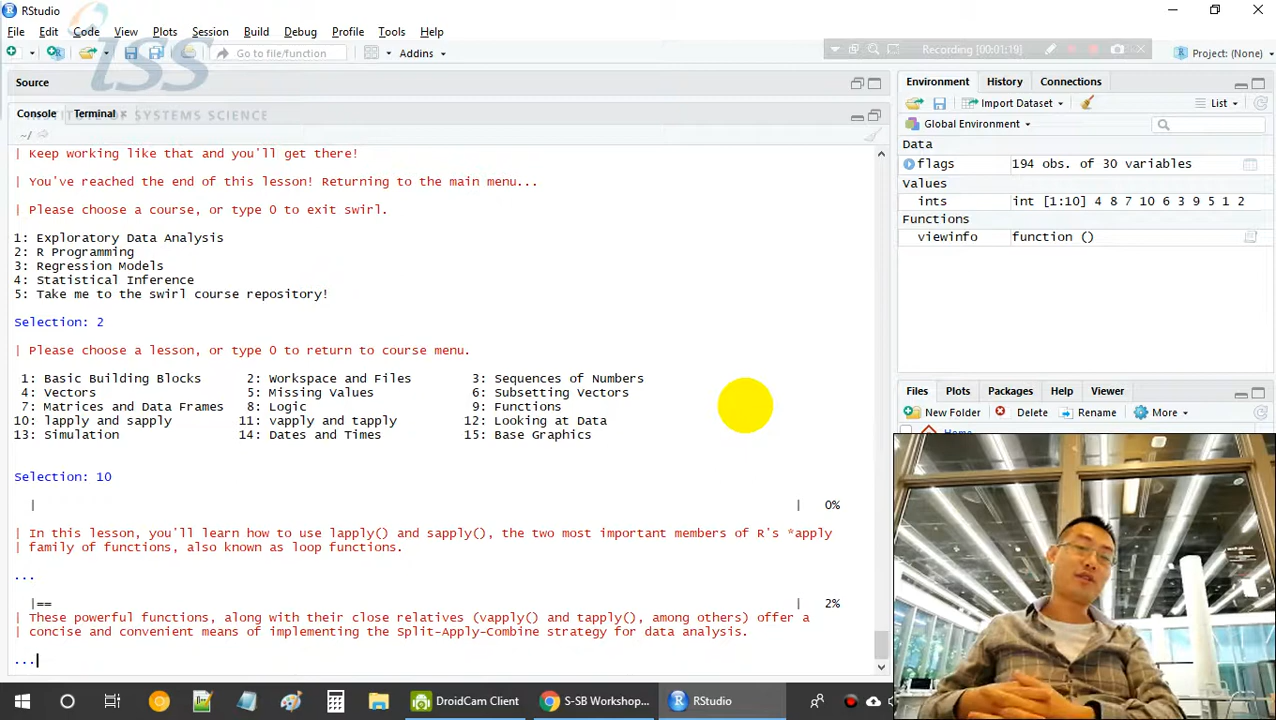 RStudio
File Edit Code View Plots Session Build Debug Profile Tools Help
Go to file/function Addins
Recording [00:01:19]
Project: (None)
iss
INSTITUTE OF SYSTEMS SCIENCE
Source
Console Terminal
~/
| Keep working like that and you'll get there!
| You've reached the end of this lesson! Returning to the main menu...
| Please choose a course, or type 0 to exit swirl.
1: Exploratory Data Analysis
2: R Programming
3: Regression Models
4: Statistical Inference
5: Take me to the swirl course repository!
Selection: 2
| Please choose a lesson, or type 0 to return to course menu.
1: Basic Building Blocks 2: Workspace and Files 3: Sequences of Numbers
4: Vectors 5: Missing Values 6: Subsetting Vectors
7: Matrices and Data Frames 8: Logic 9: Functions
10: lapply and sapply 11: vapply and tapply 12: Looking at Data
13: Simulation 14: Dates and Times 15: Base Graphics
Selection: 10
| | 0%
| In this lesson, you'll learn how to use lapply() and sapply(), the two most important members of R's *apply
| family of functions, also known as loop functions.
...
|== | 2%
| These powerful functions, along with their close relatives (vapply() and tapply(), among others) offer a
| concise and convenient means of implementing the Split-Apply-Combine strategy for data analysis.
...
Environment History Connections
Import Dataset List
Global Environment
Data
flags 194 obs. of 30 variables
Values
ints int [1:10] 4 8 7 10 6 3 9 5 1 2
Functions
viewinfo function ()
Files Plots Packages Help Viewer
New Folder Delete Rename More
Home
DroidCam Client S-SB Workshop... RStudio